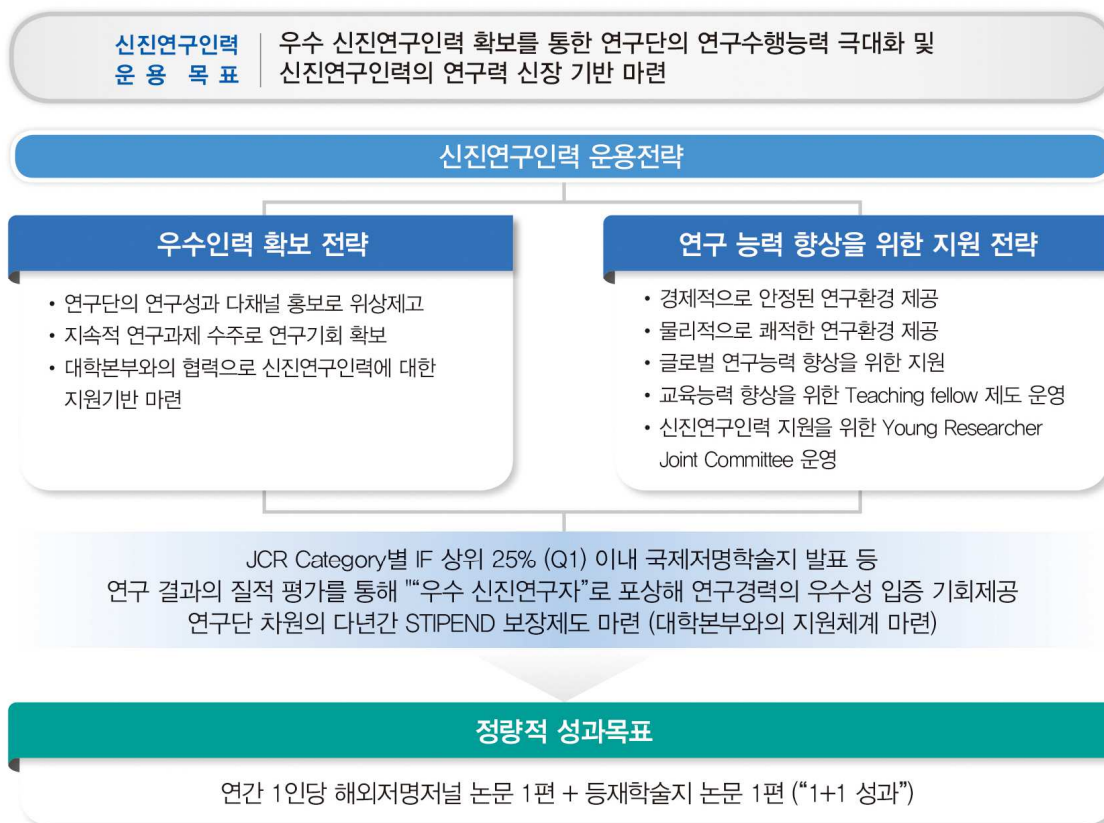 신진연구인력
운용 목표
우수 신진연구인력 확보를 통한 연구단의 연구수행능력 극대화 및
신진연구인력의 연구력 신장 기반 마련
신진연구인력 운용전략
우수인력 확보 전략
• 연구단의 연구성과 다채널 홍보로 위상제고
• 지속적 연구과제 수주로 연구기회 확보
• 대학본부와의 협력으로 신진연구인력에 대한
지원기반 마련
연구 능력 향상을 위한 지원 전략
• 경제적으로 안정된 연구환경 제공
• 물리적으로 쾌적한 연구환경 제공
• 글로벌 연구능력 향상을 위한 지원
• 교육능력 향상을 위한 Teaching fellow 제도 운영
• 신진연구인력 지원을 위한 Young Researcher
Joint Committee 운영
JCR Category별 IF 상위 25% (Q1) 이내 국제저명학술지 발표 등
연구 결과의 질적 평가를 통해 "“우수 신진연구자”로 포상해 연구경력의 우수성 입증 기회제공
연구단 차원의 다년간 STIPEND 보장제도 마련 (대학본부와의 지원체계 마련)
정량적 성과목표
연간 1인당 해외저명저널 논문 1편 + 등재학술지 논문 1편 (“1+1 성과”)